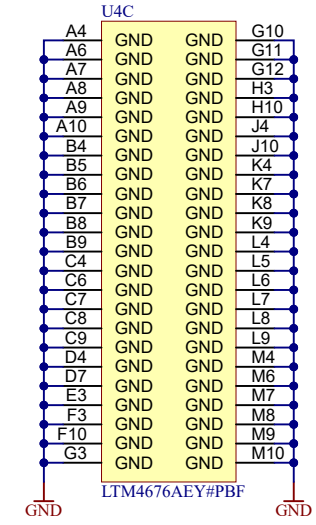 U4C
A4 GND GND G10
A6 GND GND G11
A7 GND GND G12
A8 GND GND H3
A9 GND GND H10
A10 GND GND J4
B4 GND GND J10
B5 GND GND K4
B6 GND GND K7
B7 GND GND K8
B8 GND GND K9
B9 GND GND L4
C4 GND GND L5
C6 GND GND L6
C7 GND GND L7
C8 GND GND L8
C9 GND GND L9
D4 GND GND M4
D7 GND GND M6
E3 GND GND M7
F3 GND GND M8
F10 GND GND M9
G3 GND GND M10
LTM4676AEY#PBF
GND GND